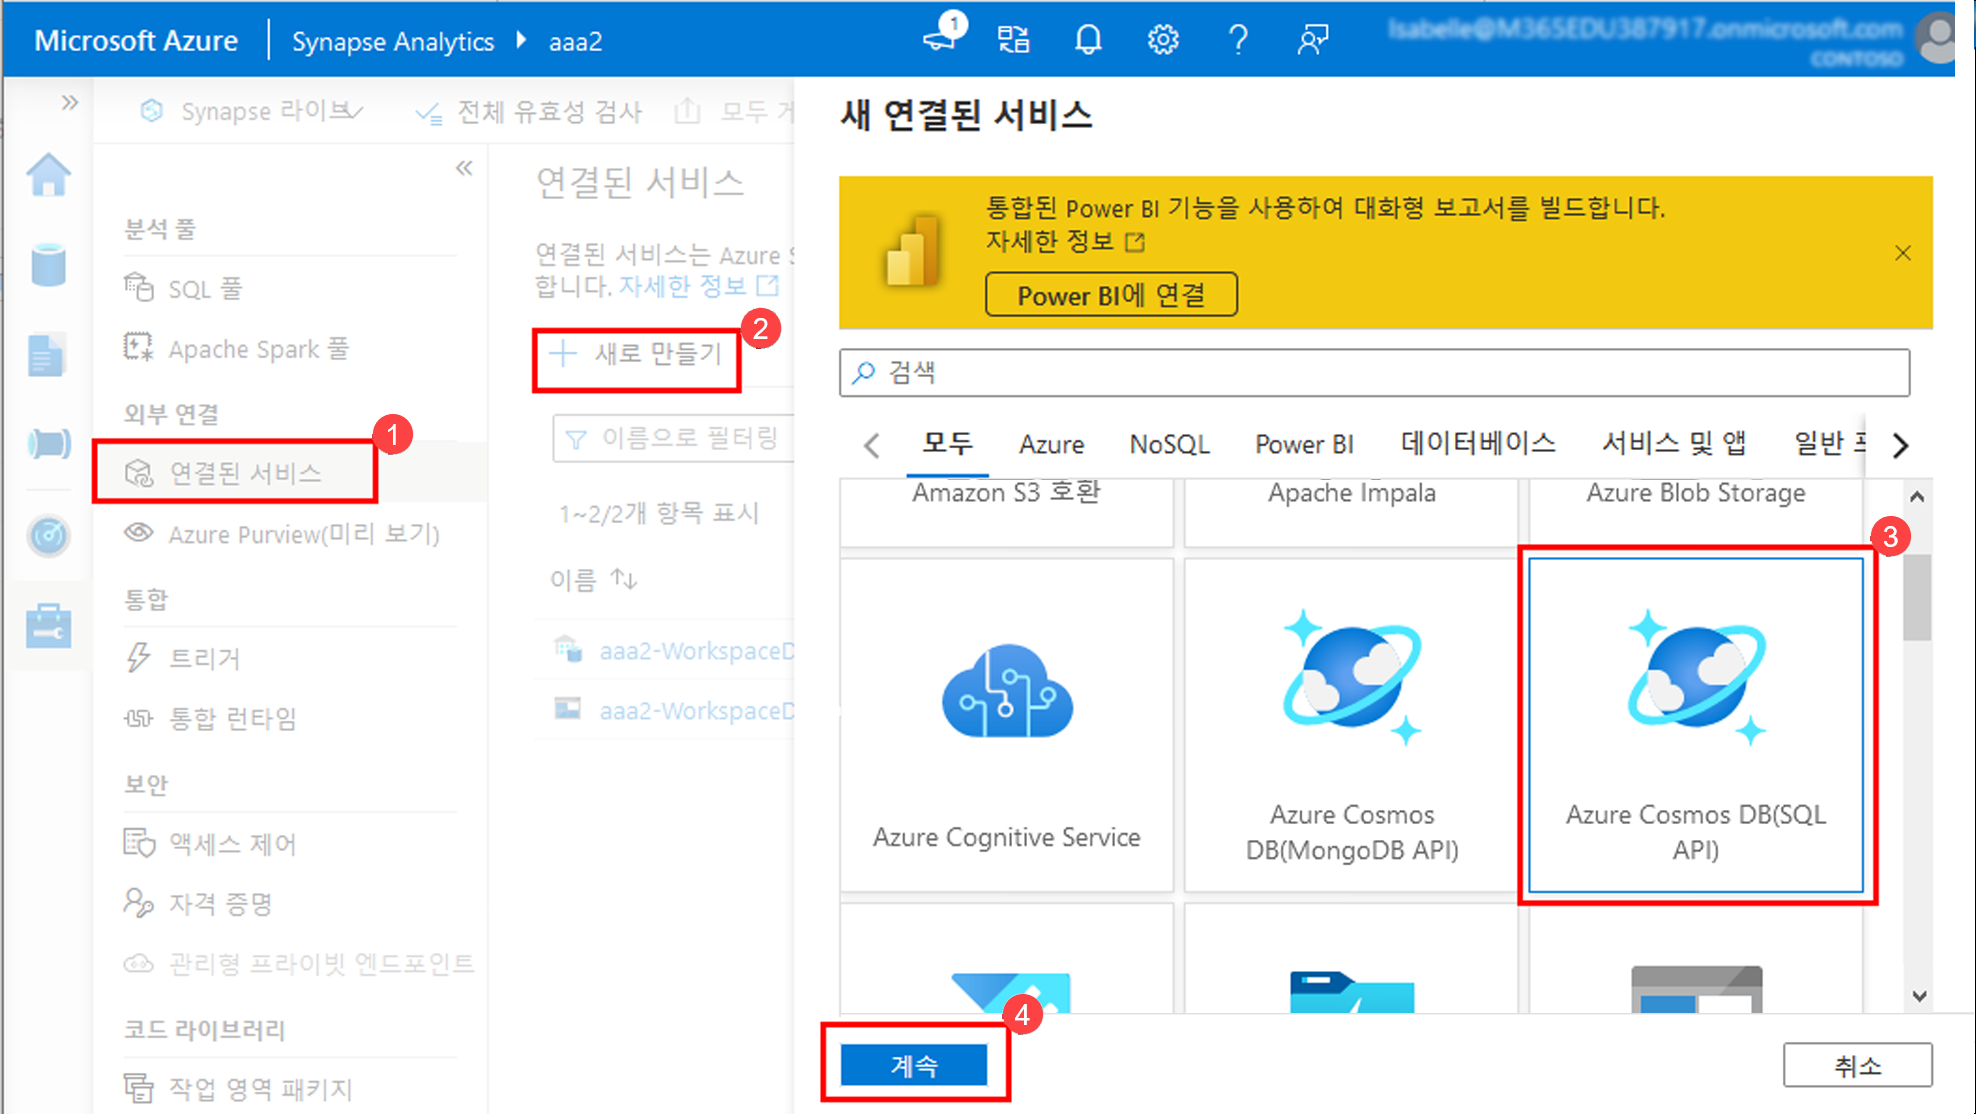 Microsoft Azure
Synapse Analytics
aaa2
1
Isabelle@M365EDU387917.onmicrosoft.com
CONTOSO
Synapse 라이브
전체 유효성 검사
모두 게
분석 풀
SQL 풀
Apache Spark 풀
외부 연결
1
연결된 서비스
Azure Purview(미리 보기)
통합
트리거
통합 런타임
보안
액세스 제어
자격 증명
관리형 프라이빗 엔드포인트
코드 라이브러리
작업 영역 패키지
연결된 서비스
연결된 서비스는 Azure S
합니다. 자세한 정보
2
새로 만들기
이름으로 필터링
1~2/2개 항목 표시
이름
aaa2-WorkspaceD
aaa2-WorkspaceD
새 연결된 서비스
통합된 Power BI 기능을 사용하여 대화형 보고서를 빌드합니다.
자세한 정보
Power BI에 연결
검색
모두 Azure NoSQL Power BI 데이터베이스 서비스 및 앱 일반 프
Amazon S3 호환
Apache Impala
Azure Blob Storage
3
Azure Cognitive Service
Azure Cosmos
DB(MongoDB API)
Azure Cosmos DB(SQL
API)
4
계속
취소